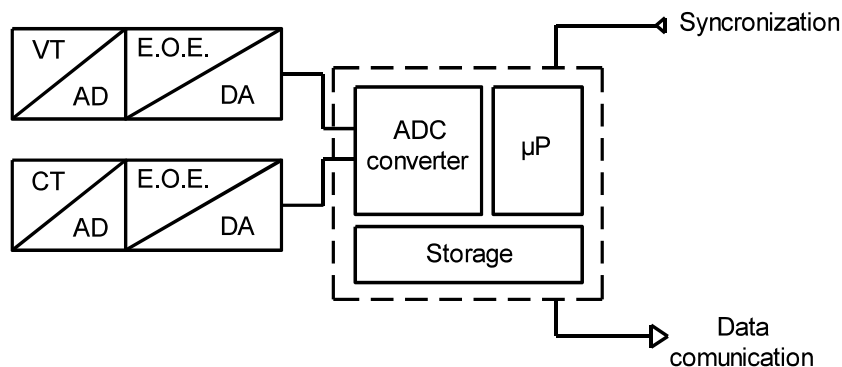 VT
AD
E.O.E.
DA
CT
AD
E.O.E.
DA
ADC
converter
µP
Storage
Syncronization
Data
comunication